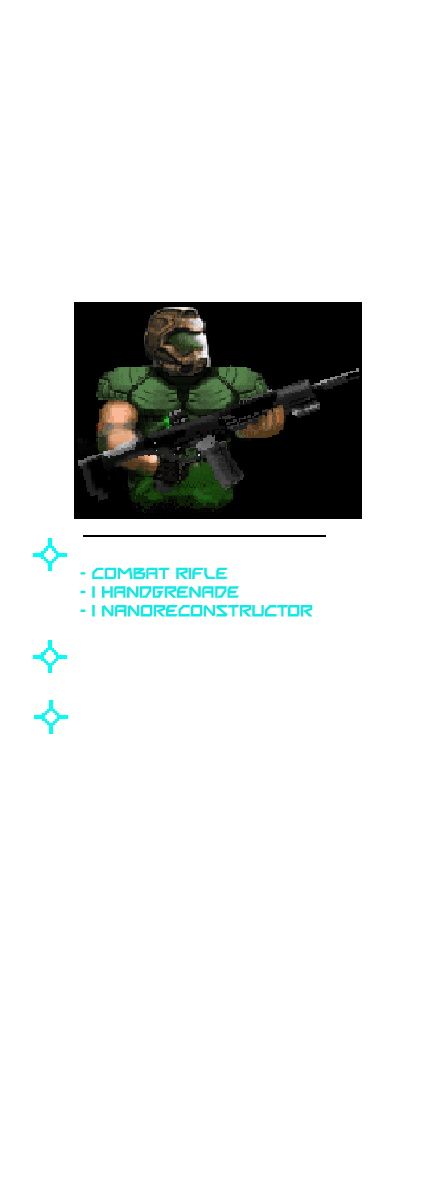 - COMBAT RIFLE
- 1 HANDGRENADE
- 1 NANORECONSTRUCTOR